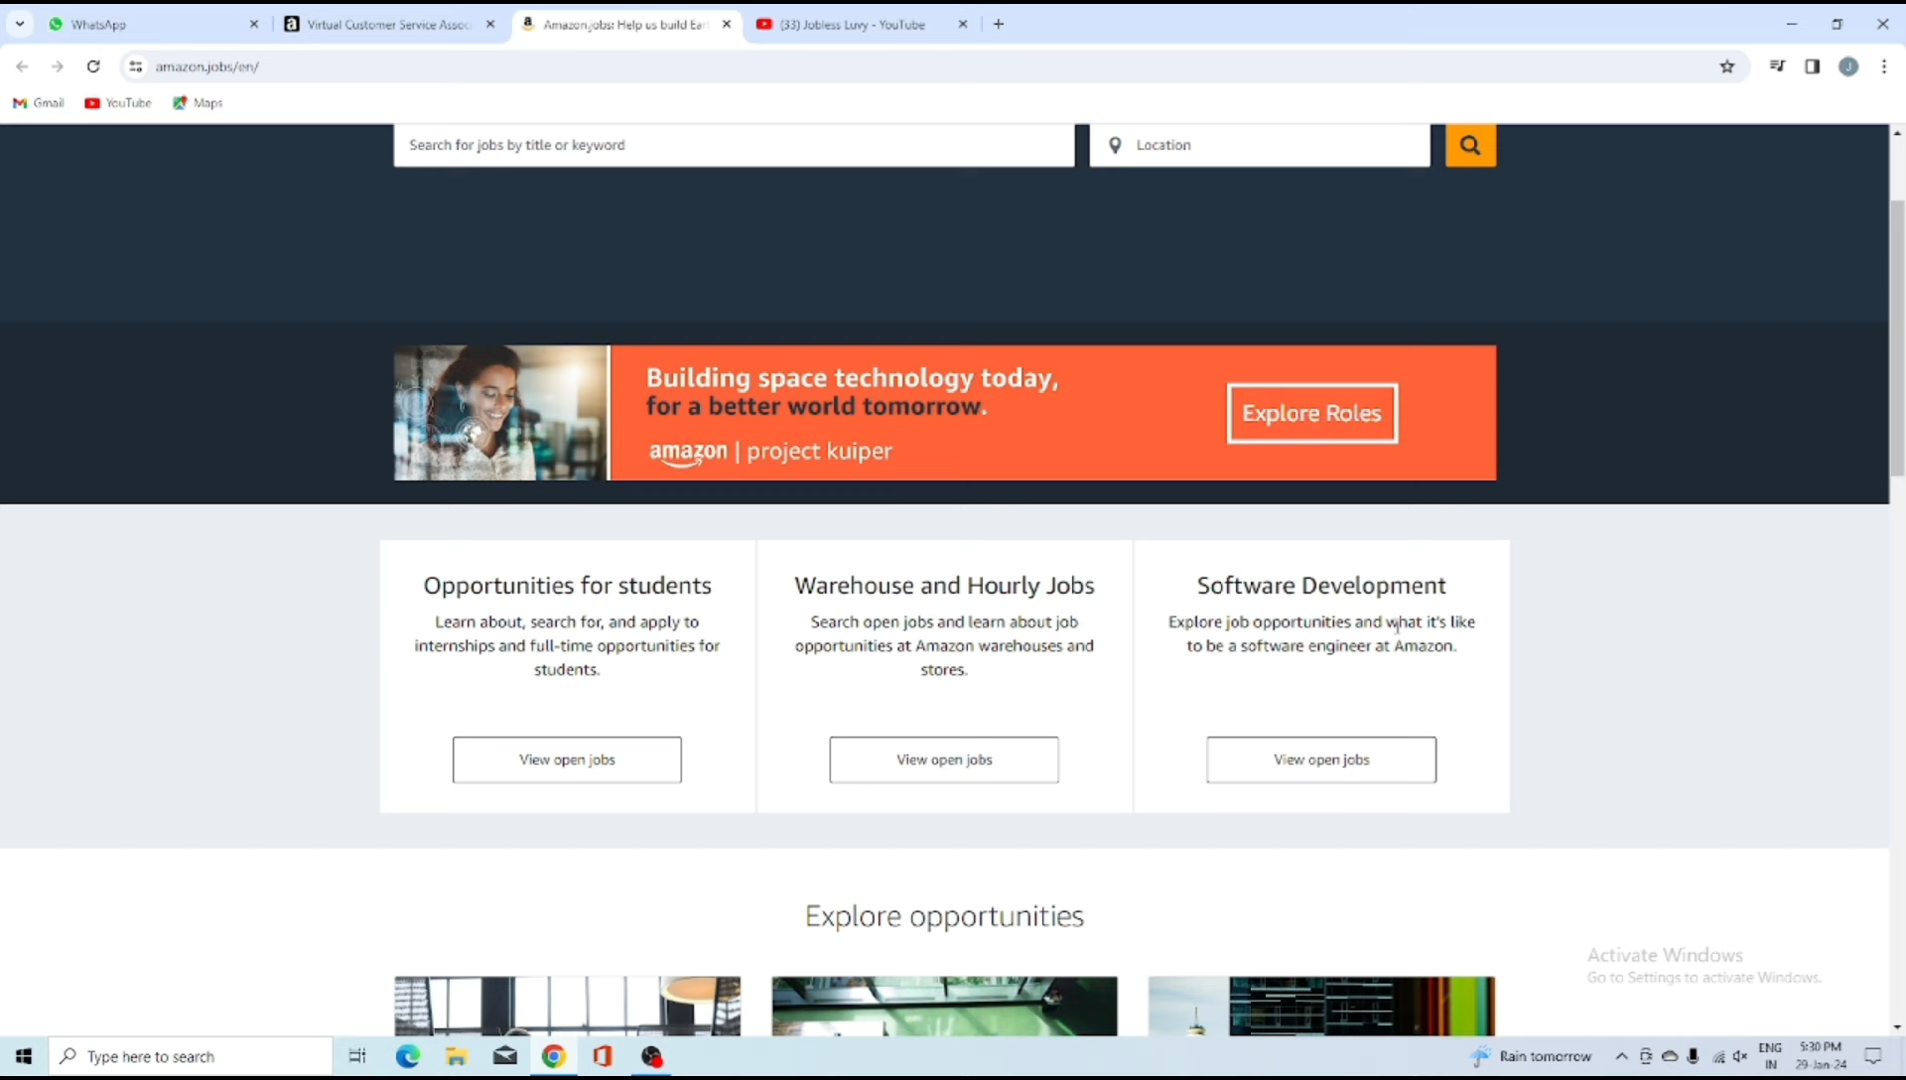 WhatsApp
Virtual Customer Service Assoc
Amazon.jobs: Help us build Ear
(33) Jobless Luvy - YouTube
amazon.jobs/en/
Gmail
YouTube
Maps
Search for jobs by title or keyword
Location
Building space technology today,
for a better world tomorrow.
amazon | project kuiper
Explore Roles
Opportunities for students
Learn about, search for, and apply to
internships and full-time opportunities for
students.
View open jobs
Warehouse and Hourly Jobs
Search open jobs and learn about job
opportunities at Amazon warehouses and
stores.
View open jobs
Software Development
Explore job opportunities and what it's like
to be a software engineer at Amazon.
View open jobs
Explore opportunities
Activate Windows
Go to Settings to activate Windows.
Type here to search
Rain tomorrow
ENG
IN
5:30 PM
29-Jan-24